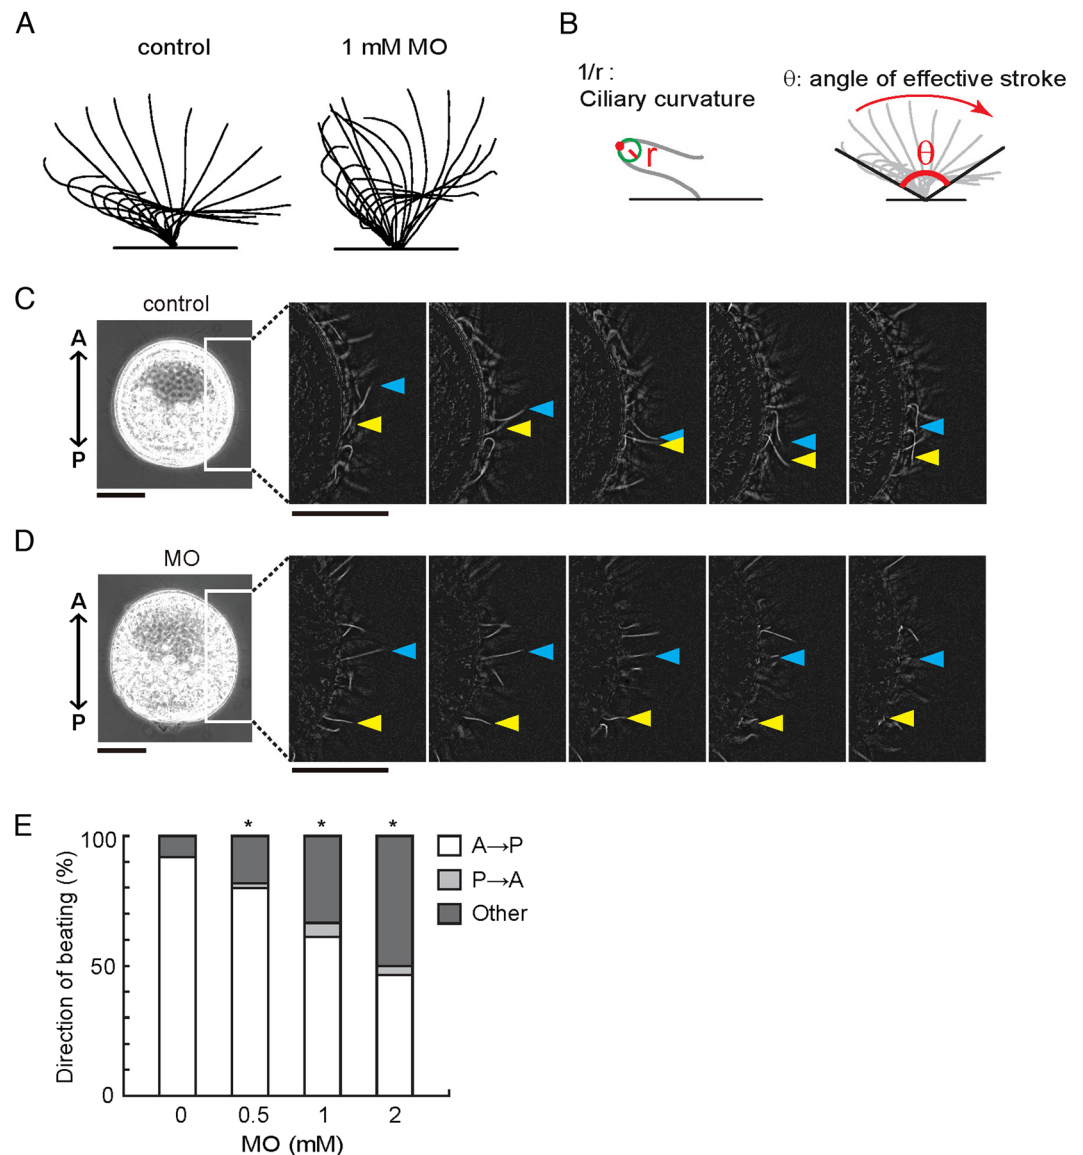 A
control
1 mM MO
B
1/r :
Ciliary curvature
r
θ: angle of effective stroke
θ
C
control
A
P
D
MO
A
P
E
Direction of beating (%)
100
50
0
* * *
0 0.5 1 2
MO (mM)
A→P
P→A
Other